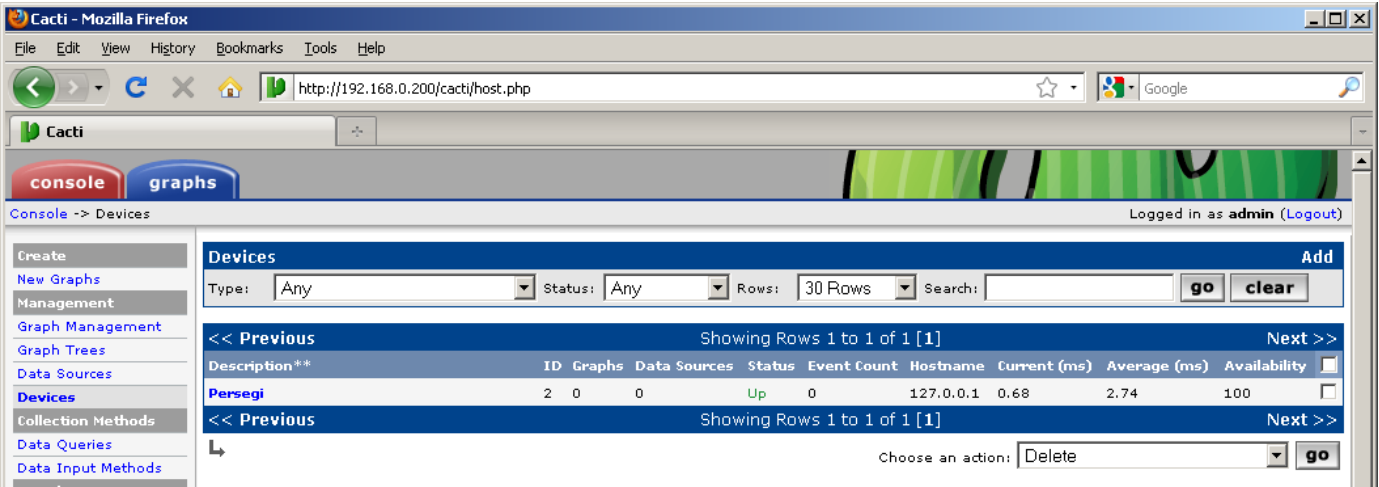 Cacti - Mozilla Firefox
File Edit View History Bookmarks Tools Help
http://192.168.0.200/cacti/host.php Google
Cacti
console graphs
Console -> Devices Logged in as admin (Logout)
Create
New Graphs
Management
Graph Management
Graph Trees
Data Sources
Devices
Collection Methods
Data Queries
Data Input Methods
Devices Add
Type: Any Status: Any Rows: 30 Rows Search: go clear
<< Previous Showing Rows 1 to 1 of 1 [1] Next >>
Description** ID Graphs Data Sources Status Event Count Hostname Current (ms) Average (ms) Availability
Persegi 2 0 0 Up 0 127.0.0.1 0.68 2.74 100
<< Previous Showing Rows 1 to 1 of 1 [1] Next >>
Choose an action: Delete go